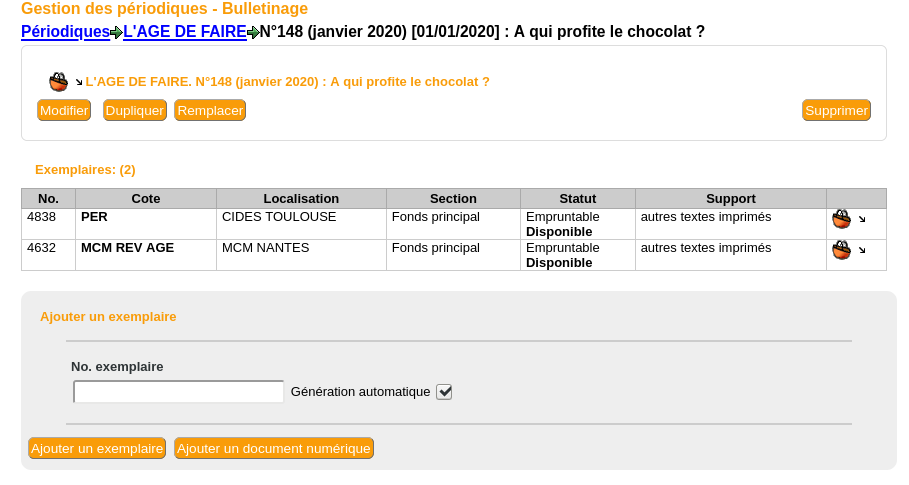 Gestion des périodiques - Bulletinage
Périodiques L'AGE DE FAIRE N°148 (janvier 2020) [01/01/2020] : A qui profite le chocolat ?
L'AGE DE FAIRE. N°148 (janvier 2020) : A qui profite le chocolat ?
Modifier Dupliquer Remplacer Supprimer
Exemplaires: (2)
No. Cote Localisation Section Statut Support
4838 PER CIDES TOULOUSE Fonds principal Empruntable autres textes imprimés
Disponible
4632 MCM REV AGE MCM NANTES Fonds principal Empruntable autres textes imprimés
Disponible
Ajouter un exemplaire
No. exemplaire
Génération automatique
Ajouter un exemplaire Ajouter un document numérique